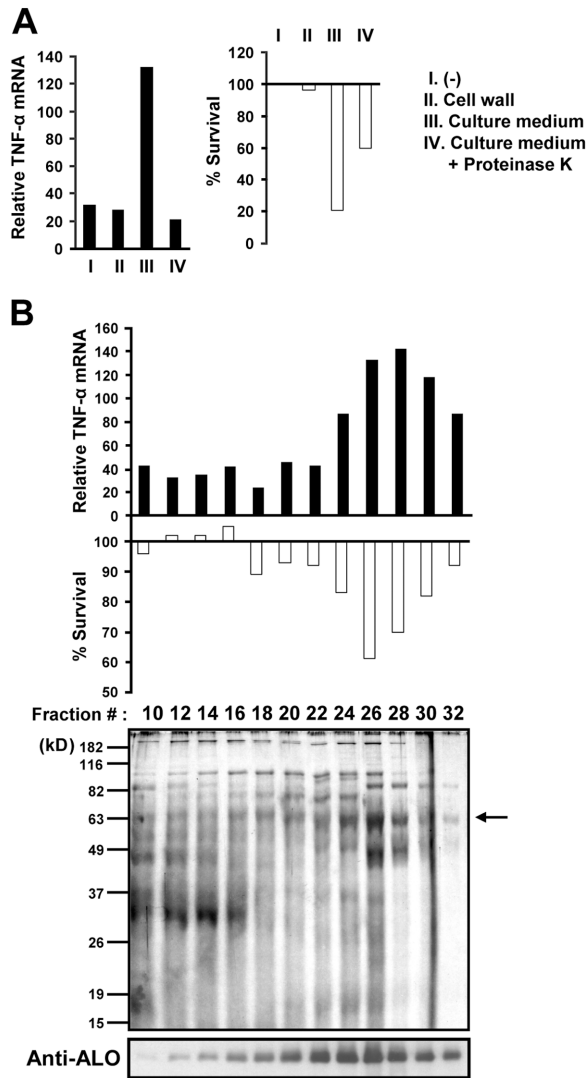 A
Relative TNF-α mRNA
140
120
100
80
60
40
20
0
I II III IV
% Survival
I II III IV
100
100
80
60
40
20
0
I. (-)
II. Cell wall
III. Culture medium
IV. Culture medium
+ Proteinase K
B
Relative TNF-α mRNA
160
140
120
100
80
60
40
20
0
% Survival
100
90
80
70
60
50
Fraction # : 10 12 14 16 18 20 22 24 26 28 30 32
(kD)
182
116
82
63
49
37
26
19
15
Anti-ALO